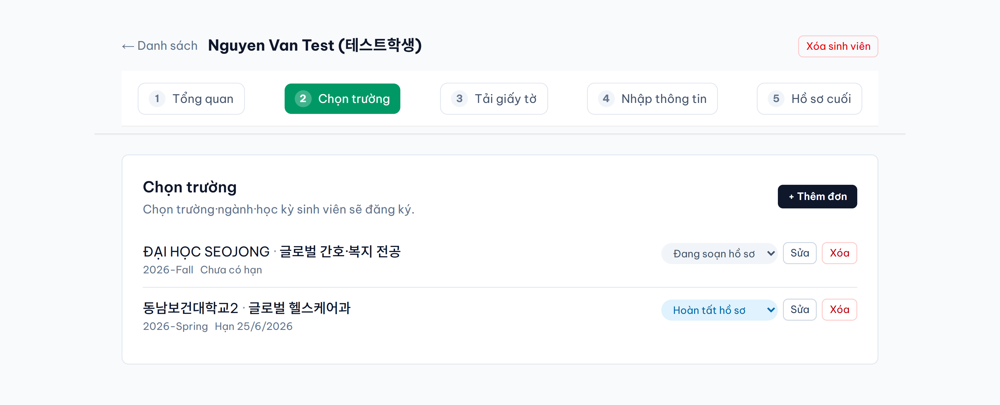 ← Danh sách Nguyen Van Test (테스트학생) Xóa sinh viên
1 Tổng quan 2 Chọn trường 3 Tải giấy tờ 4 Nhập thông tin 5 Hồ sơ cuối
Chọn trường
+ Thêm đơn
Chọn trường·ngành·học kỳ sinh viên sẽ đăng ký.
ĐẠI HỌC SEOJONG · 글로벌 간호·복지 전공 Đang soạn hồ sơ Sửa Xóa
2026-Fall Chưa có hạn
동남보건대학교2 · 글로벌 헬스케어과 Hoàn tất hồ sơ Sửa Xóa
2026-Spring Hạn 25/6/2026